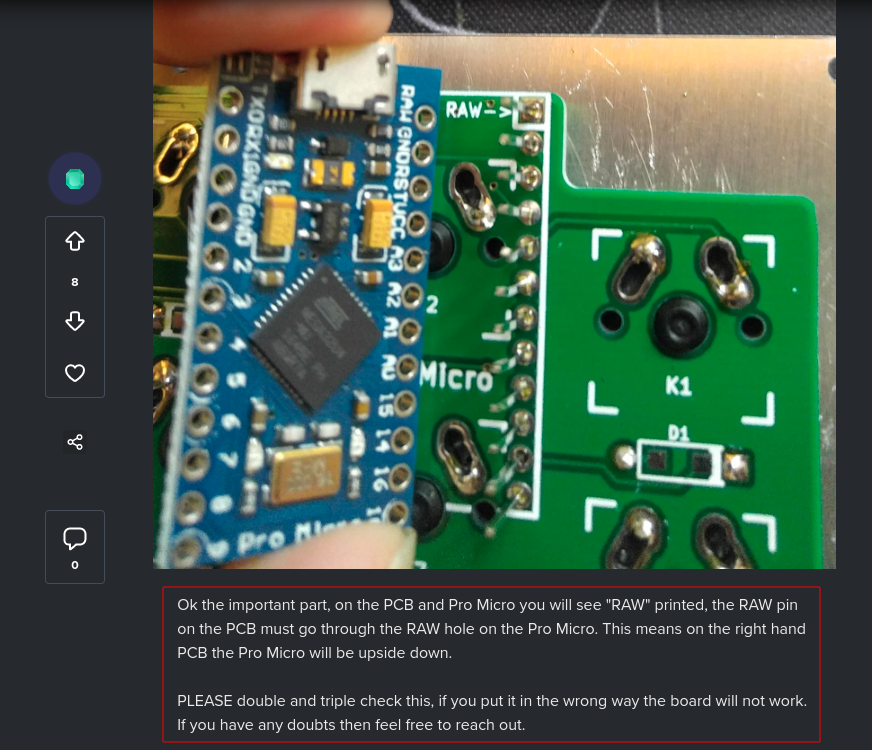 RAW->
TXO RXI GND GND 2 3 4 5 6 7 8 9
RAW GND RST VCC A3 A2 A1 A0 15 14 16
2
Micro
K1
D1
Pro Micro
8
0
Ok the important part, on the PCB and Pro Micro you will see "RAW" printed, the RAW pin
on the PCB must go through the RAW hole on the Pro Micro. This means on the right hand
PCB the Pro Micro will be upside down.
PLEASE double and triple check this, if you put it in the wrong way the board will not work.
If you have any doubts then feel free to reach out.